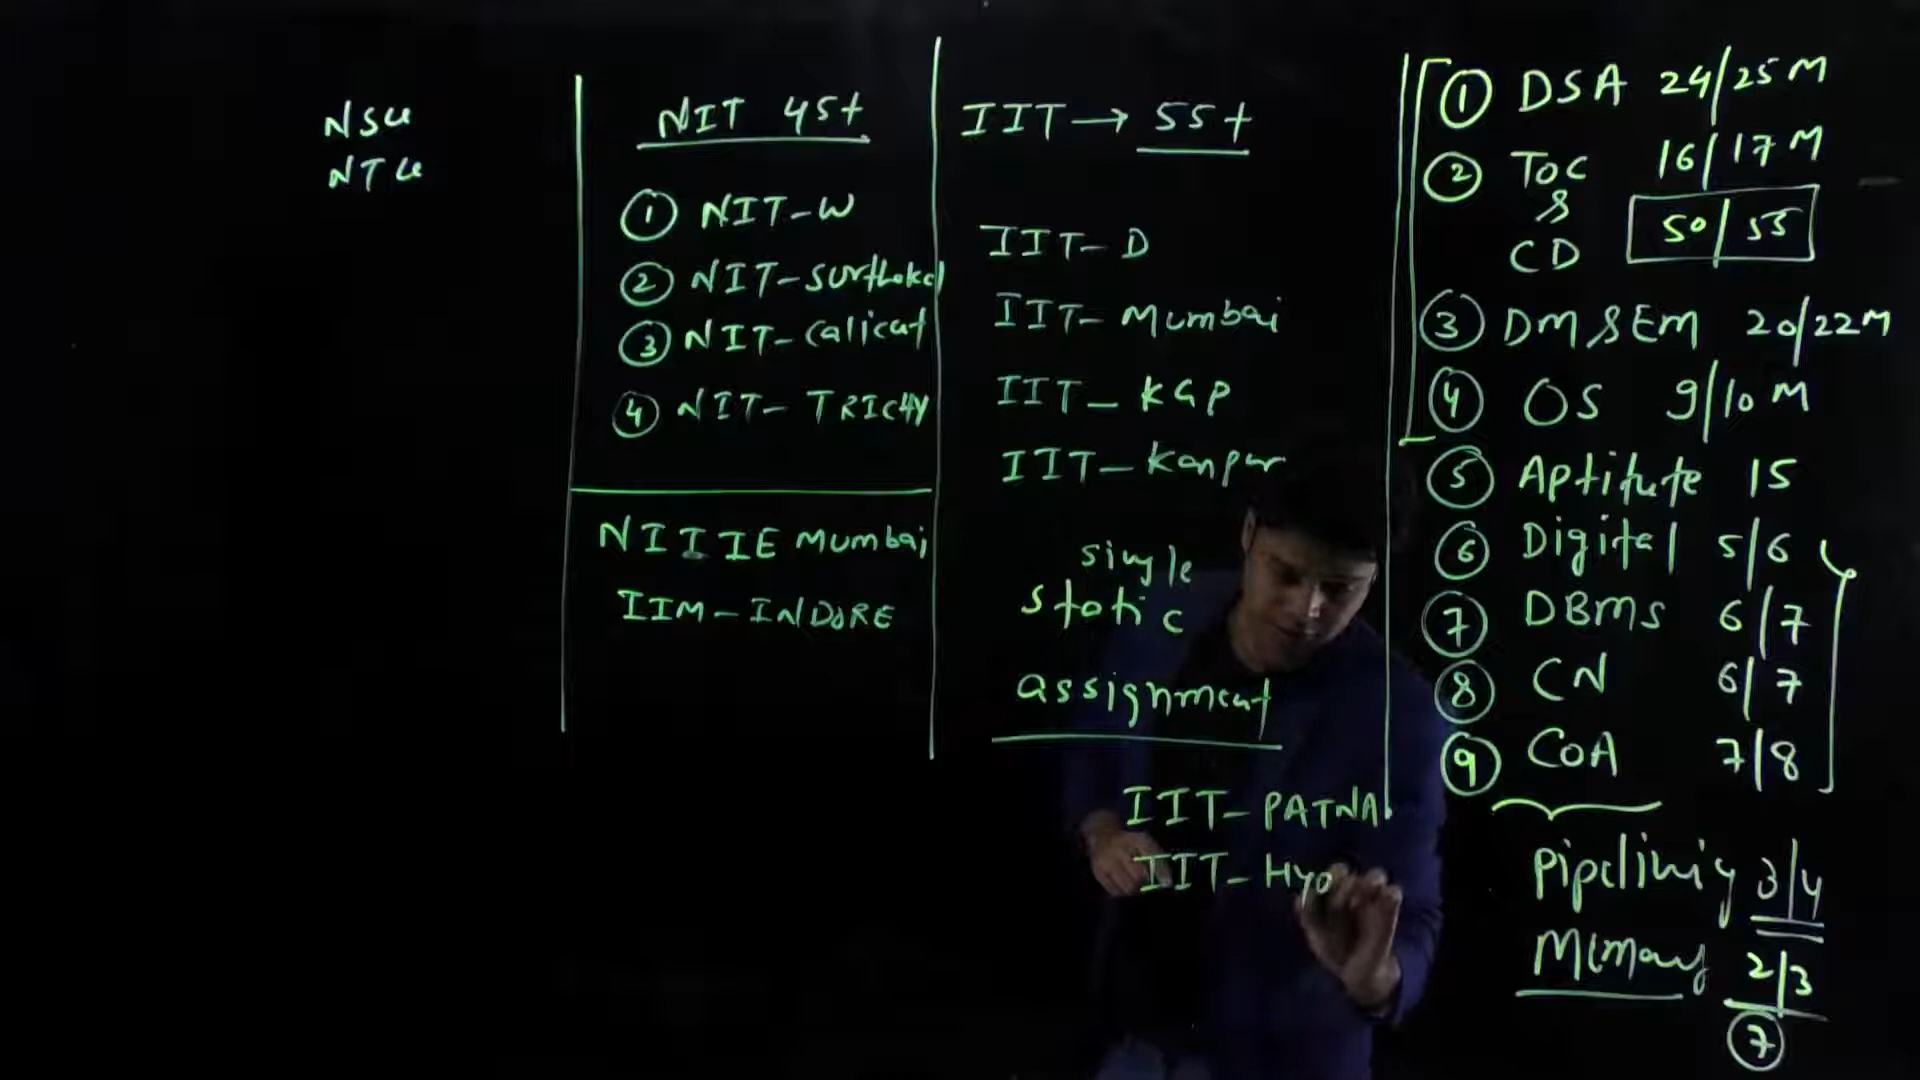 NSU
NTU
NIT 45+
① NIT-W
② NIT-Surthakal
③ NIT-Calicut
④ NIT-TRICHY
NITIE Mumbai
IIM-INDORE
IIT → 55+
IIT-D
IIT-Mumbai
IIT-KGP
IIT-Kanpur
single
static
assignment
IIT-PATNA
IIT-HYD
① DSA 24/25 M
② TOC 16/17 M
&
CD 50/55
③ DM & EM 20/22 M
④ OS 9/10 M
⑤ Aptitute 15
⑥ Digital 5/6
⑦ DBMS 6/7
⑧ CN 6/7
⑨ COA 7/8
Pipelining 3/4
Memory 2/3
⑦